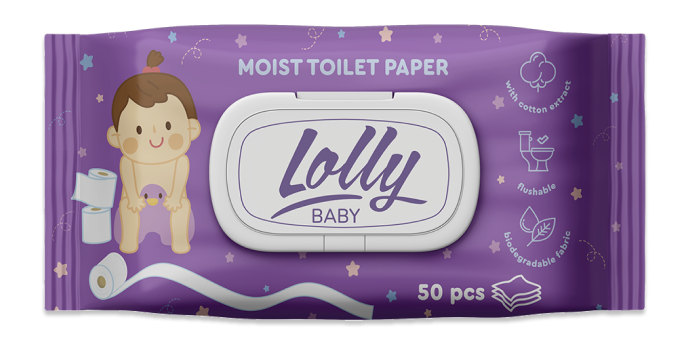 MOIST TOILET PAPER
with cotton extract
Lolly
BABY
flushable
biodegradable fabric
50 pcs